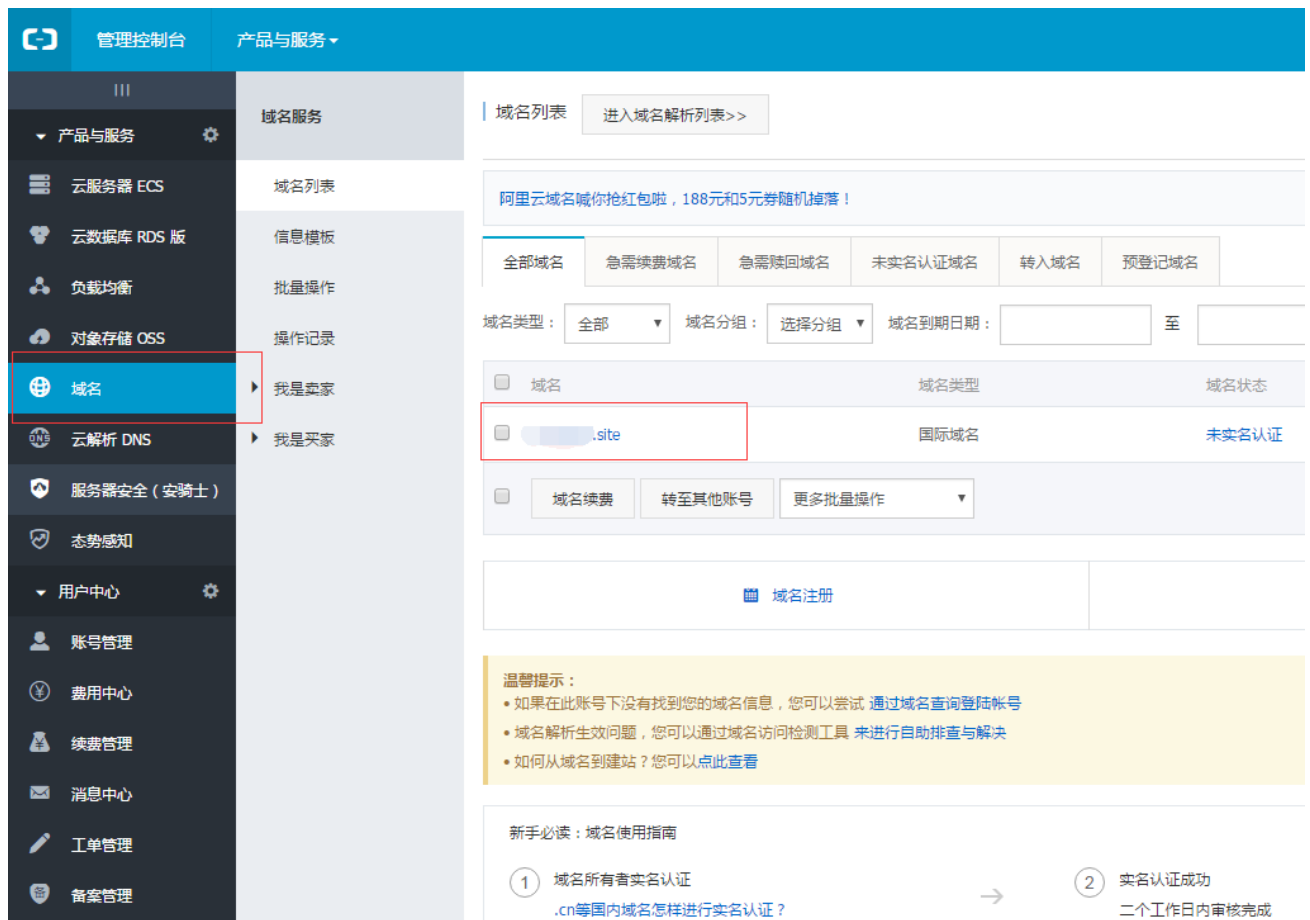 管理控制台
产品与服务
产品与服务
云服务器 ECS
云数据库 RDS 版
负载均衡
对象存储 OSS
域名
云解析 DNS
服务器安全（安骑士）
态势感知
用户中心
账号管理
费用中心
续费管理
消息中心
工单管理
备案管理
域名服务
域名列表
信息模板
批量操作
操作记录
我是卖家
我是买家
域名列表 进入域名解析列表>>
阿里云域名喊你抢红包啦，188元和5元券随机掉落！
全部域名 急需续费域名 急需赎回域名 未实名认证域名 转入域名 预登记域名
域名类型： 全部 域名分组： 选择分组 域名到期日期： 至
域名 域名类型 域名状态
.site 国际域名 未实名认证
域名续费 转至其他账号 更多批量操作
域名注册
温馨提示：
• 如果在此账号下没有找到您的域名信息，您可以尝试 通过域名查询登陆帐号
• 域名解析生效问题，您可以通过域名访问检测工具 来进行自助排查与解决
• 如何从域名到建站？您可以点此查看
新手必读：域名使用指南
1 域名所有者实名认证 2 实名认证成功
.cn等国内域名怎样进行实名认证？ 二个工作日内审核完成